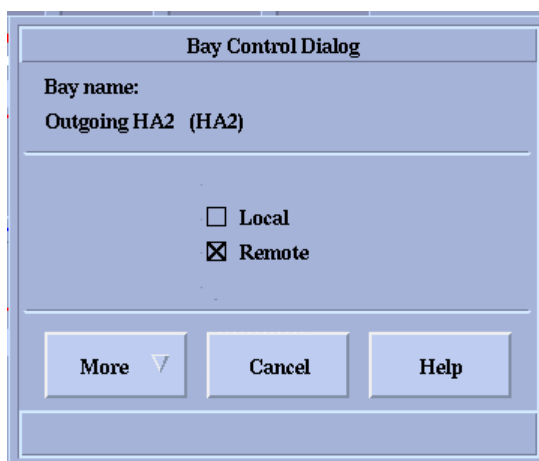 Bay Control Dialog
Bay name:
Outgoing HA2 (HA2)
Local
Remote
More
Cancel
Help